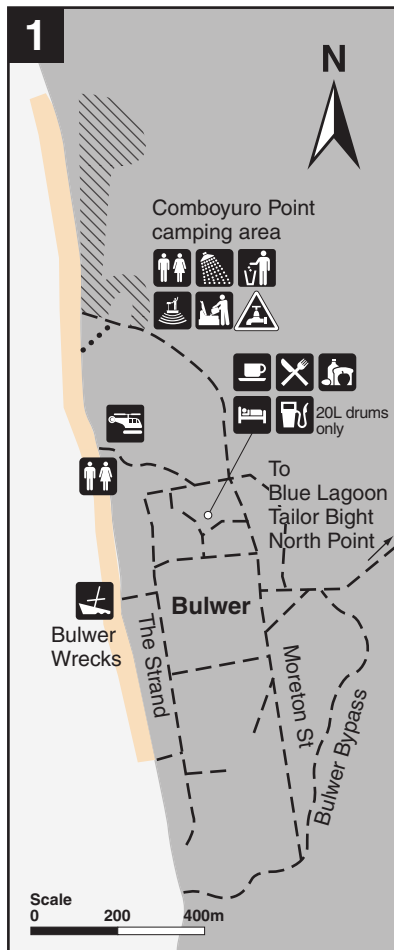 1
N
Comboyuro Point
camping area
20L drums
only
To
Blue Lagoon
Tailor Bight
North Point
Bulwer
Bulwer
Wrecks
The Strand
Moreton St
Bulwer Bypass
Scale
0 200 400m